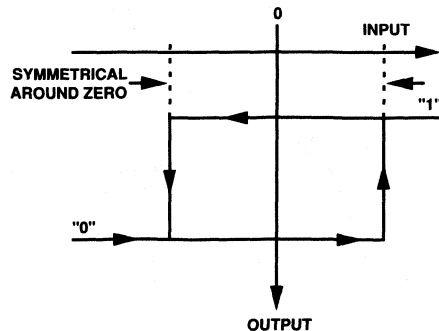 0
INPUT
SYMMETRICAL
AROUND ZERO
"1"
"0"
OUTPUT